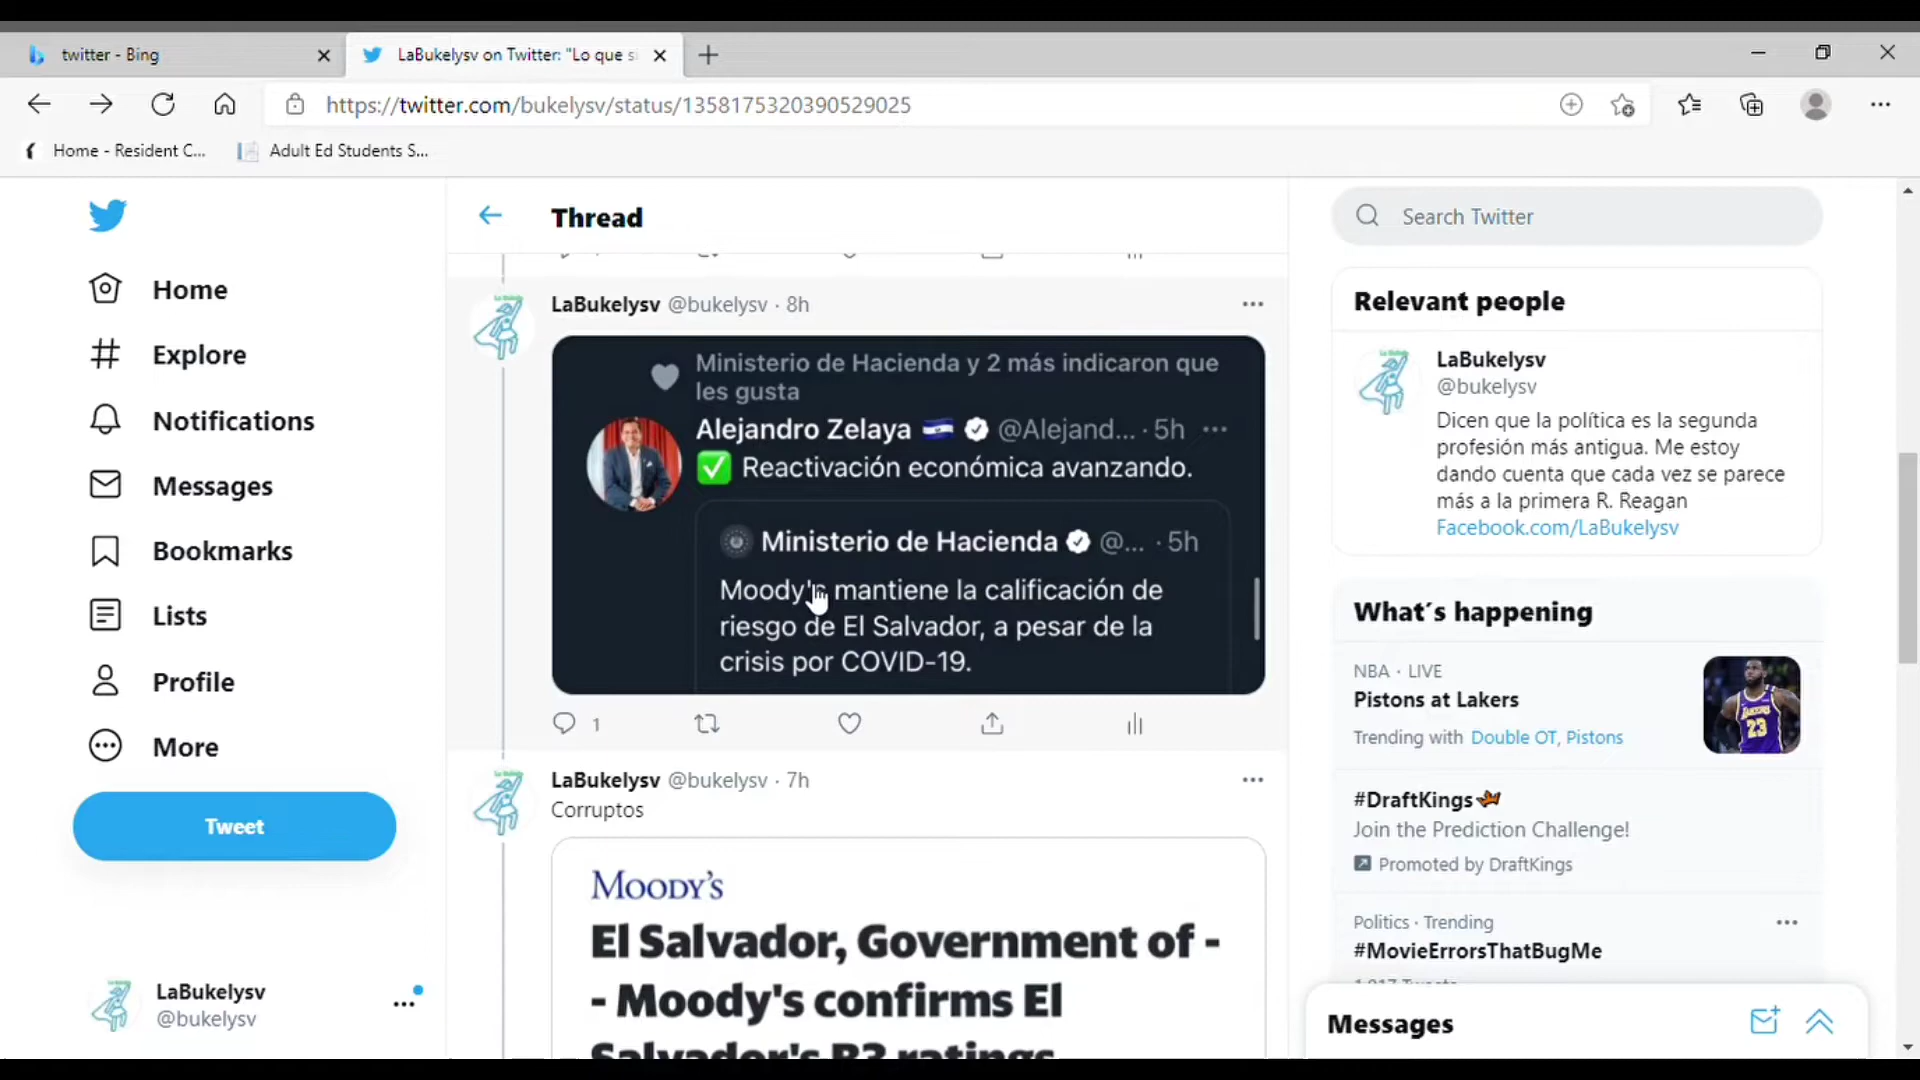 twitter - Bing
LaBukelysv on Twitter: "Lo que s
https://twitter.com/bukelysv/status/1358175320390529025
Home - Resident C...
Adult Ed Students S...
Home
Explore
Notifications
Messages
Bookmarks
Lists
Profile
More
Tweet
LaBukelysv
@bukelysv
Thread
LaBukelysv @bukelysv · 8h
Ministerio de Hacienda y 2 más indicaron que
les gusta
Alejandro Zelaya @Alejand... · 5h
Reactivación económica avanzando.
Ministerio de Hacienda @... · 5h
Moody's mantiene la calificación de
riesgo de El Salvador, a pesar de la
crisis por COVID-19.
1
LaBukelysv @bukelysv · 7h
Corruptos
MOODY'S
El Salvador, Government of -
- Moody's confirms El
Salvador's B3 ratings
Search Twitter
Relevant people
LaBukelysv
@bukelysv
Dicen que la política es la segunda
profesión más antigua. Me estoy
dando cuenta que cada vez se parece
más a la primera R. Reagan
Facebook.com/LaBukelysv
What's happening
NBA · LIVE
Pistons at Lakers
Trending with Double OT, Pistons
23
#DraftKings
Join the Prediction Challenge!
Promoted by DraftKings
Politics · Trending
#MovieErrorsThatBugMe
Messages